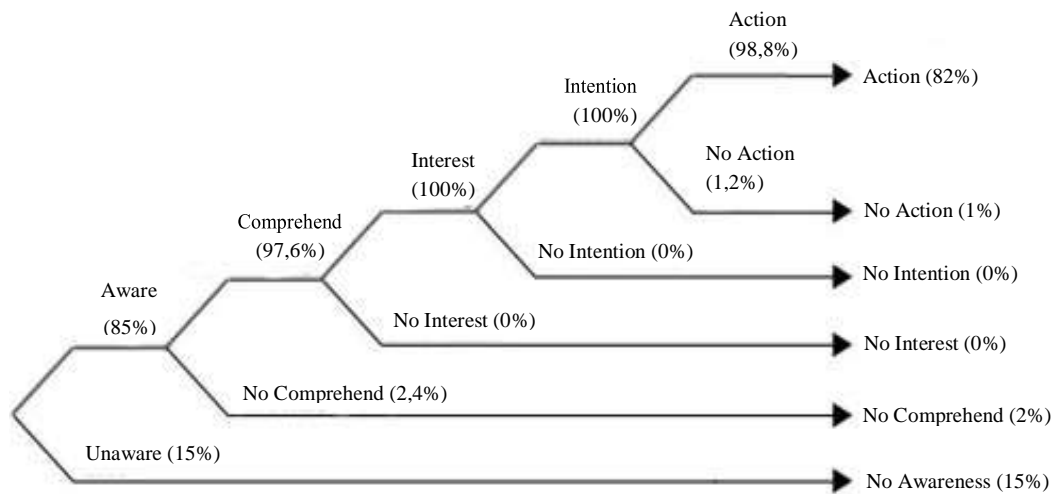 Action
(98,8%)
Action (82%)
Intention
(100%)
No Action
(1,2%)
No Action (1%)
Interest
(100%)
No Intention (0%)
No Intention (0%)
Comprehend
(97,6%)
No Interest (0%)
No Interest (0%)
Aware
(85%)
No Comprehend (2,4%)
No Comprehend (2%)
Unaware (15%)
No Awareness (15%)